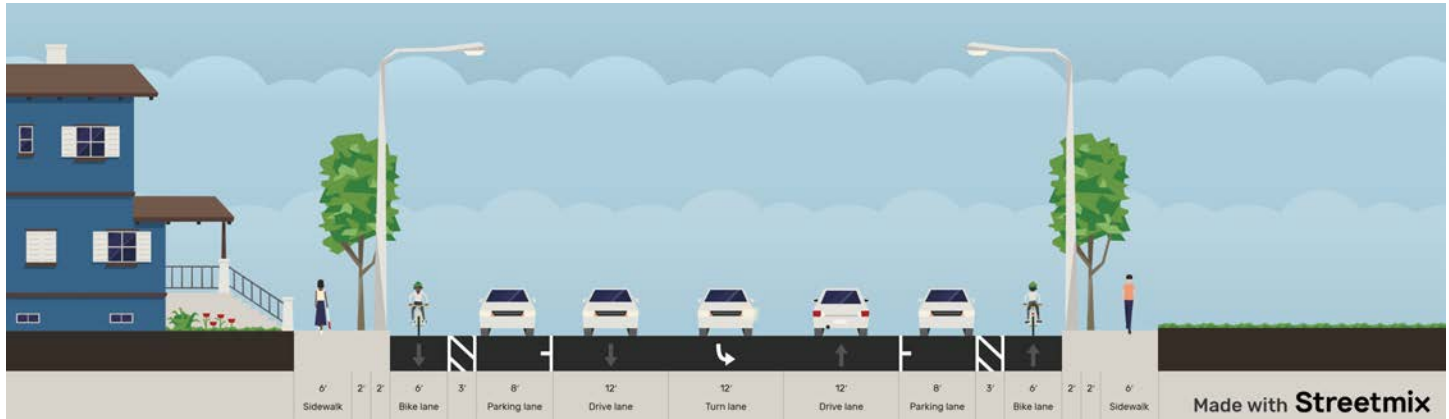 6' 2' 2' 6' 3' 8' 12' 12' 12' 8' 3' 6' 2' 2' 6'
Sidewalk Bike lane Parking lane Drive lane Turn lane Drive lane Parking lane Bike lane Sidewalk
Made with Streetmix